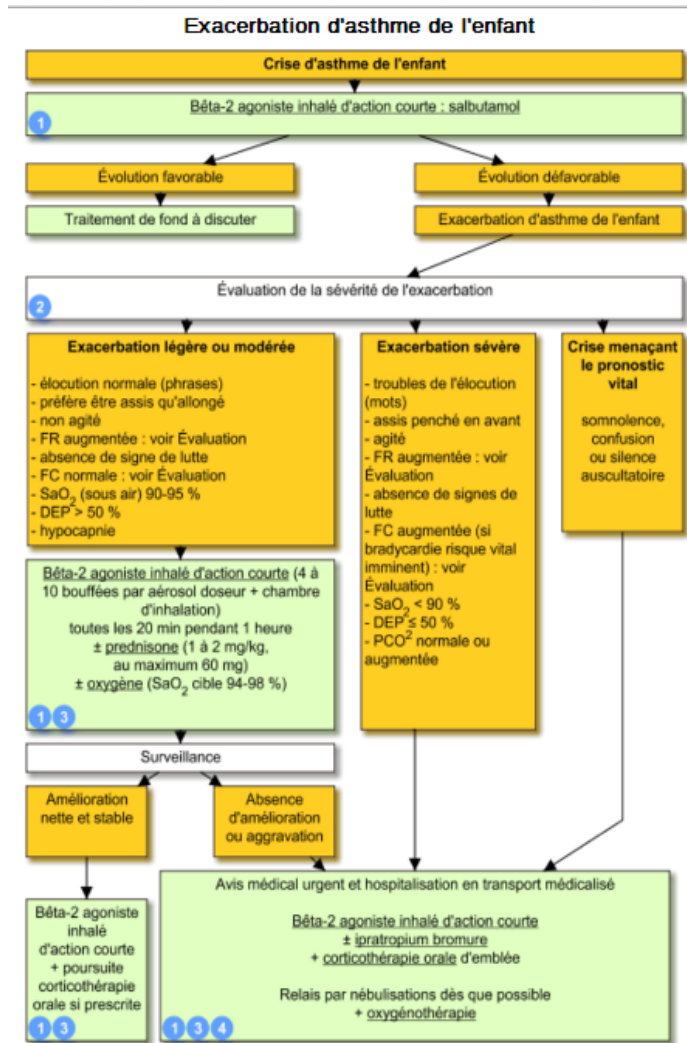 Exacerbation d'asthme de l'enfant
Crise d'asthme de l'enfant
Bêta-2 agoniste inhalé d'action courte : salbutamol
1
Évolution favorable
Évolution défavorable
Traitement de fond à discuter
Exacerbation d'asthme de l'enfant
Évaluation de la sévérité de l'exacerbation
2
Exacerbation légère ou modérée
- élocution normale (phrases)
- préfère être assis qu'allongé
- non agité
- FR augmentée : voir Évaluation
- absence de signe de lutte
- FC normale : voir Évaluation
- SaO2 (sous air) 90-95 %
- DEP > 50 %
- hypocapnie
Exacerbation sévère
- troubles de l'élocution
(mots)
- assis penché en avant
- agité
- FR augmentée : voir
Évaluation
- absence de signes de
lutte
- FC augmentée (si
bradycardie risque vital
imminent) : voir
Évaluation
- SaO2 < 90 %
- DEP ≤ 50 %
- PCO2 normale ou
augmentée
Crise menaçant
le pronostic
vital
somnolence,
confusion
ou silence
auscultatoire
Bêta-2 agoniste inhalé d'action courte (4 à
10 bouffées par aérosol doseur + chambre
d'inhalation)
toutes les 20 min pendant 1 heure
± prednisone (1 à 2 mg/kg,
au maximum 60 mg)
± oxygène (SaO2 cible 94-98 %)
1 3
Surveillance
Amélioration
nette et stable
Absence
d'amélioration
ou aggravation
Bêta-2 agoniste
inhalé
d'action courte
+ poursuite
corticothérapie
orale si prescrite
1 3
Avis médical urgent et hospitalisation en transport médicalisé
Bêta-2 agoniste inhalé d'action courte
± ipratropium bromure
+ corticothérapie orale d'emblée
Relais par nébulisations dès que possible
+ oxygénothérapie
1 3 4